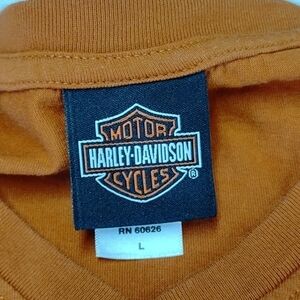 MOTOR
HARLEY-DAVIDSON
CYCLES ®
RN 60626
L